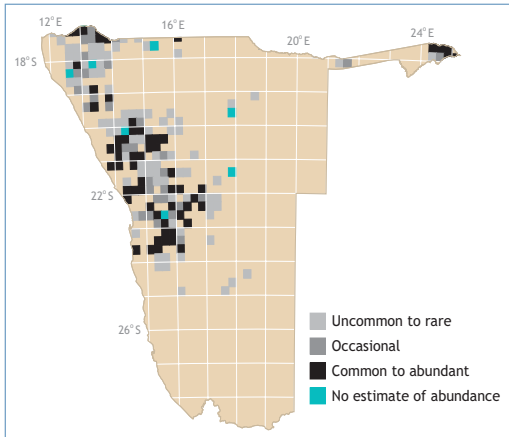 12°E
16°E
20°E
24°E
18°S
22°S
26°S
Uncommon to rare
Occasional
Common to abundant
No estimate of abundance